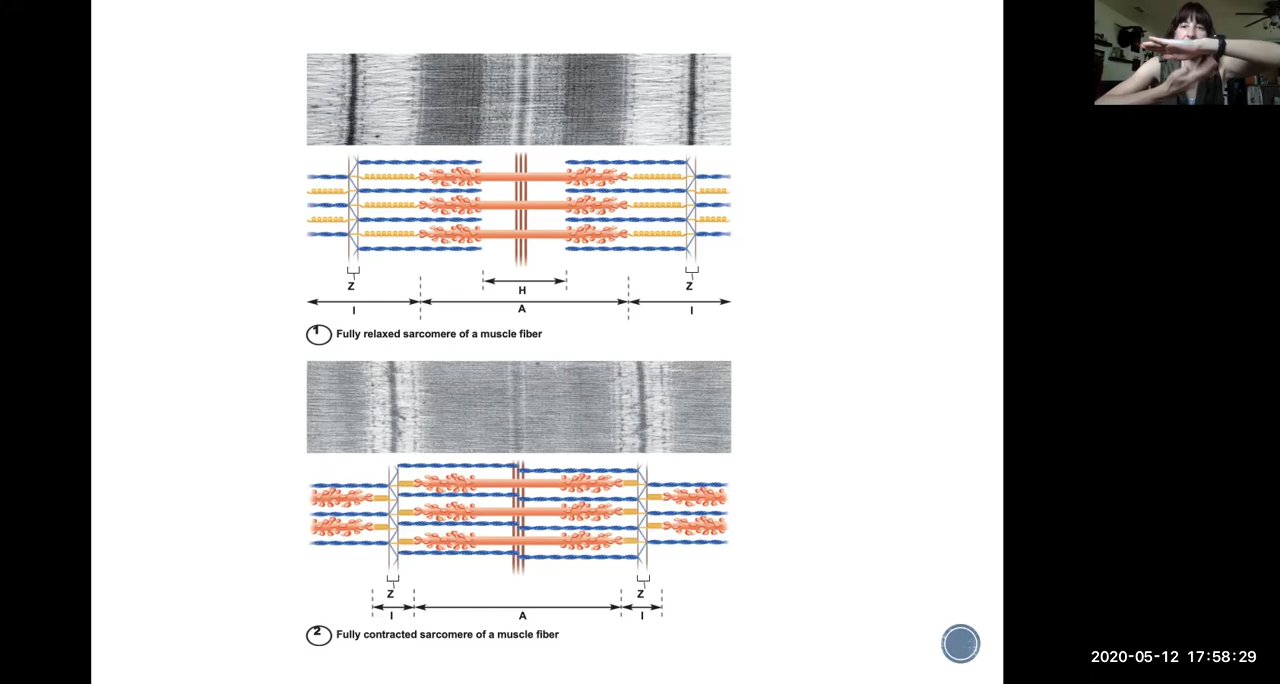 Z
H
Z
I
A
I
1 Fully relaxed sarcomere of a muscle fiber
Z
Z
I
A
I
2 Fully contracted sarcomere of a muscle fiber
2020-05-12 17:58:29